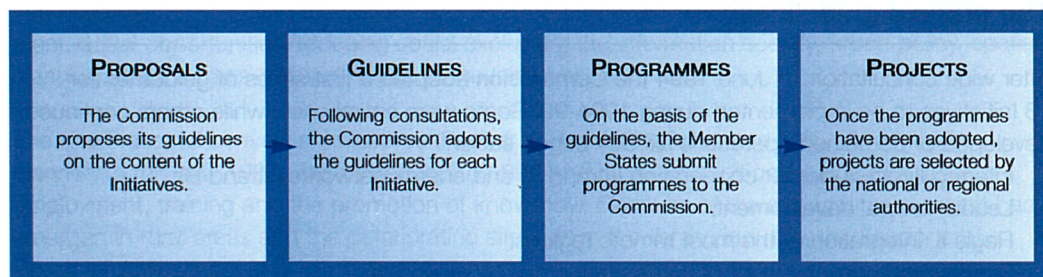 PROPOSALS
The Commission
proposes its guidelines
on the content of the
Initiatives.
GUIDELINES
Following consultations,
the Commission adopts
the guidelines for each
Initiative.
PROGRAMMES
On the basis of the
guidelines, the Member
States submit
programmes to the
Commission.
PROJECTS
Once the programmes
have been adopted,
projects are selected by
the national or regional
authorities.